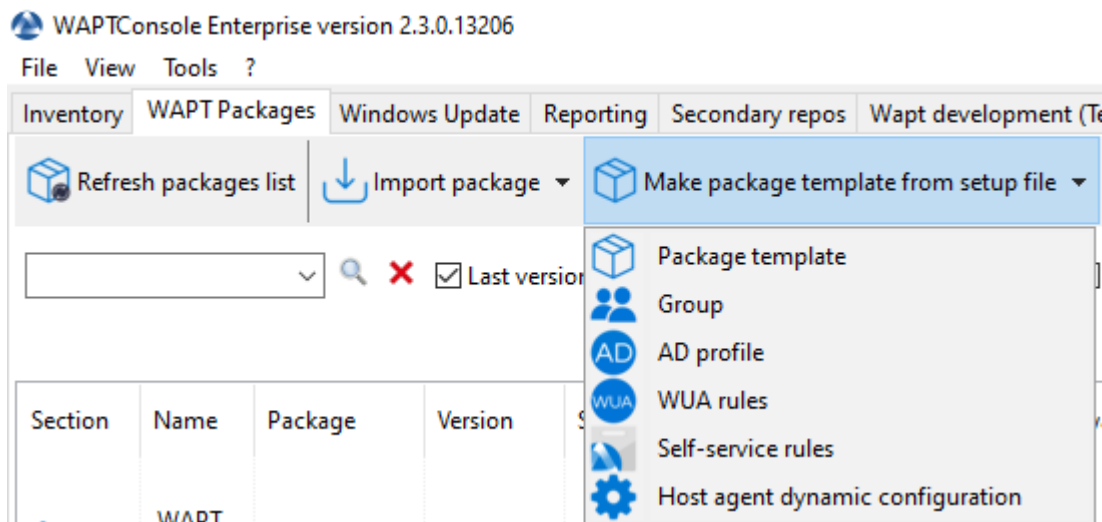 WAPTConsole Enterprise version 2.3.0.13206
File View Tools ?
Inventory WAPT Packages Windows Update Reporting Secondary repos Wapt development
Refresh packages list Import package Make package template from setup file
Last version
Package template
Group
AD AD profile
WUA WUA rules
Self-service rules
Host agent dynamic configuration
Section Name Package Version
WAPT